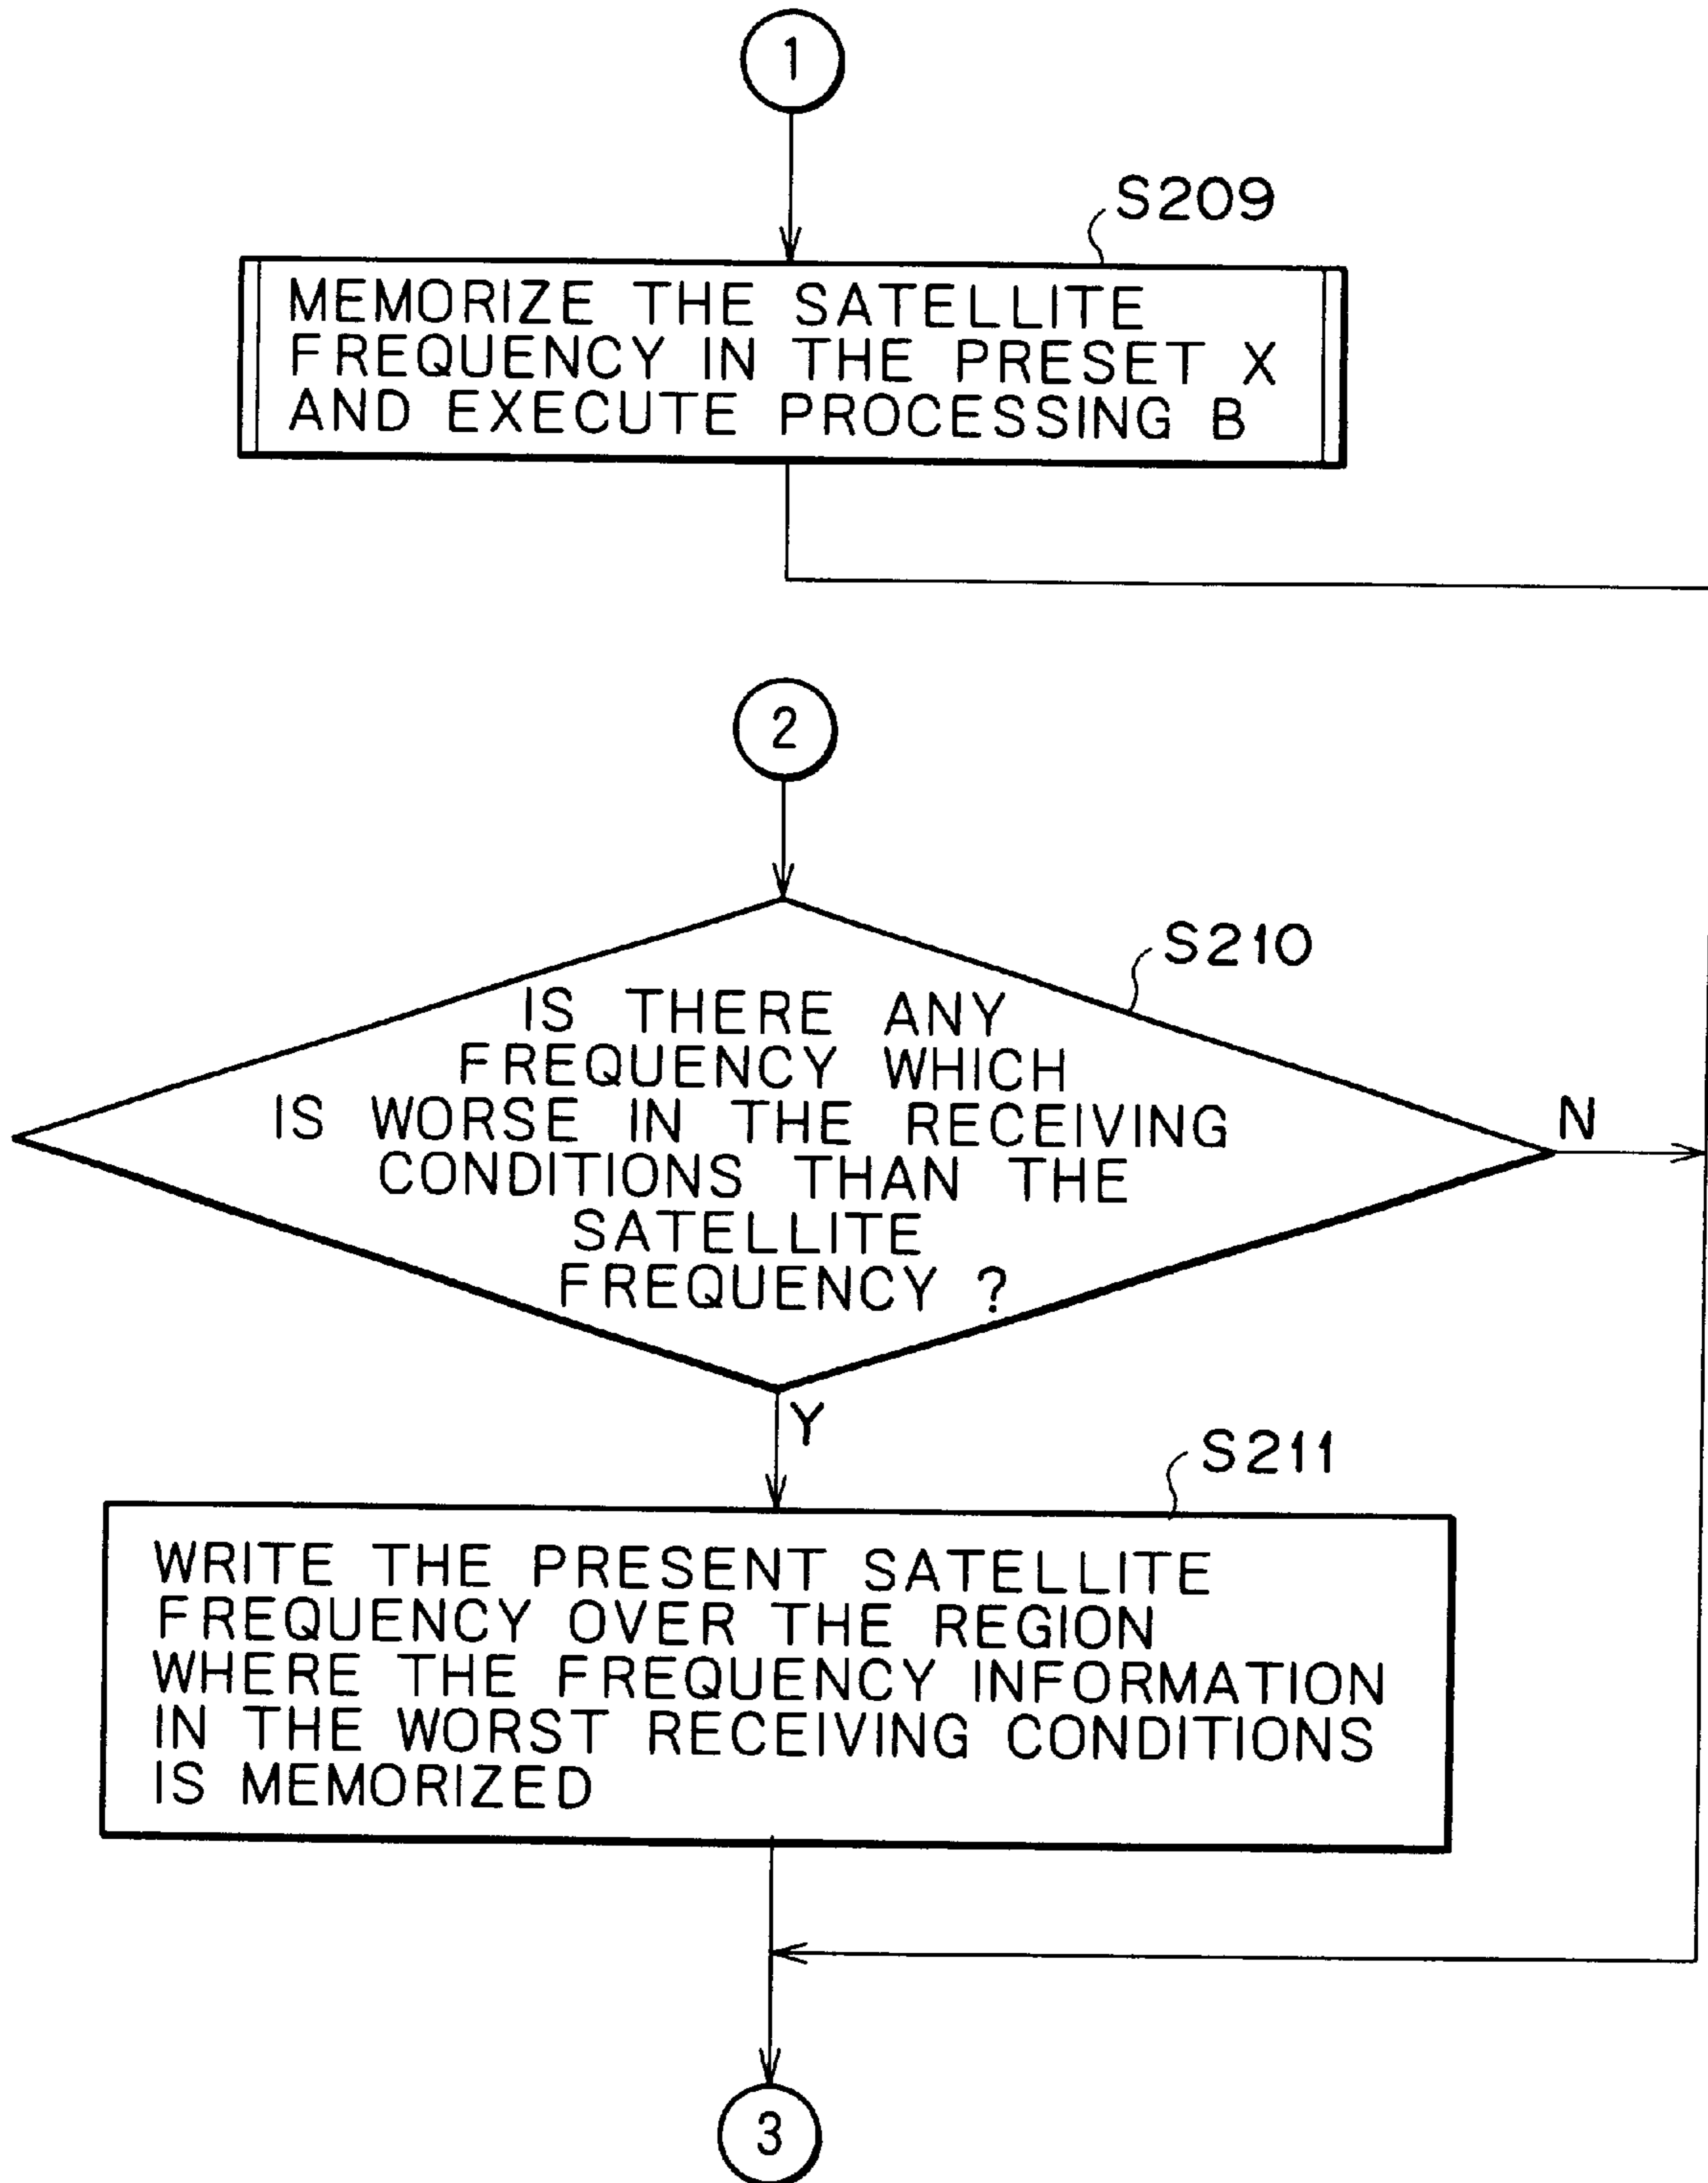 1
S209
MEMORIZE THE SATELLITE
FREQUENCY IN THE PRESET X
AND EXECUTE PROCESSING B
2
S210
IS THERE ANY
FREQUENCY WHICH
IS WORSE IN THE RECEIVING
CONDITIONS THAN THE
SATELLITE
FREQUENCY ?
N
Y
S211
WRITE THE PRESENT SATELLITE
FREQUENCY OVER THE REGION
WHERE THE FREQUENCY INFORMATION
IN THE WORST RECEIVING CONDITIONS
IS MEMORIZED
3